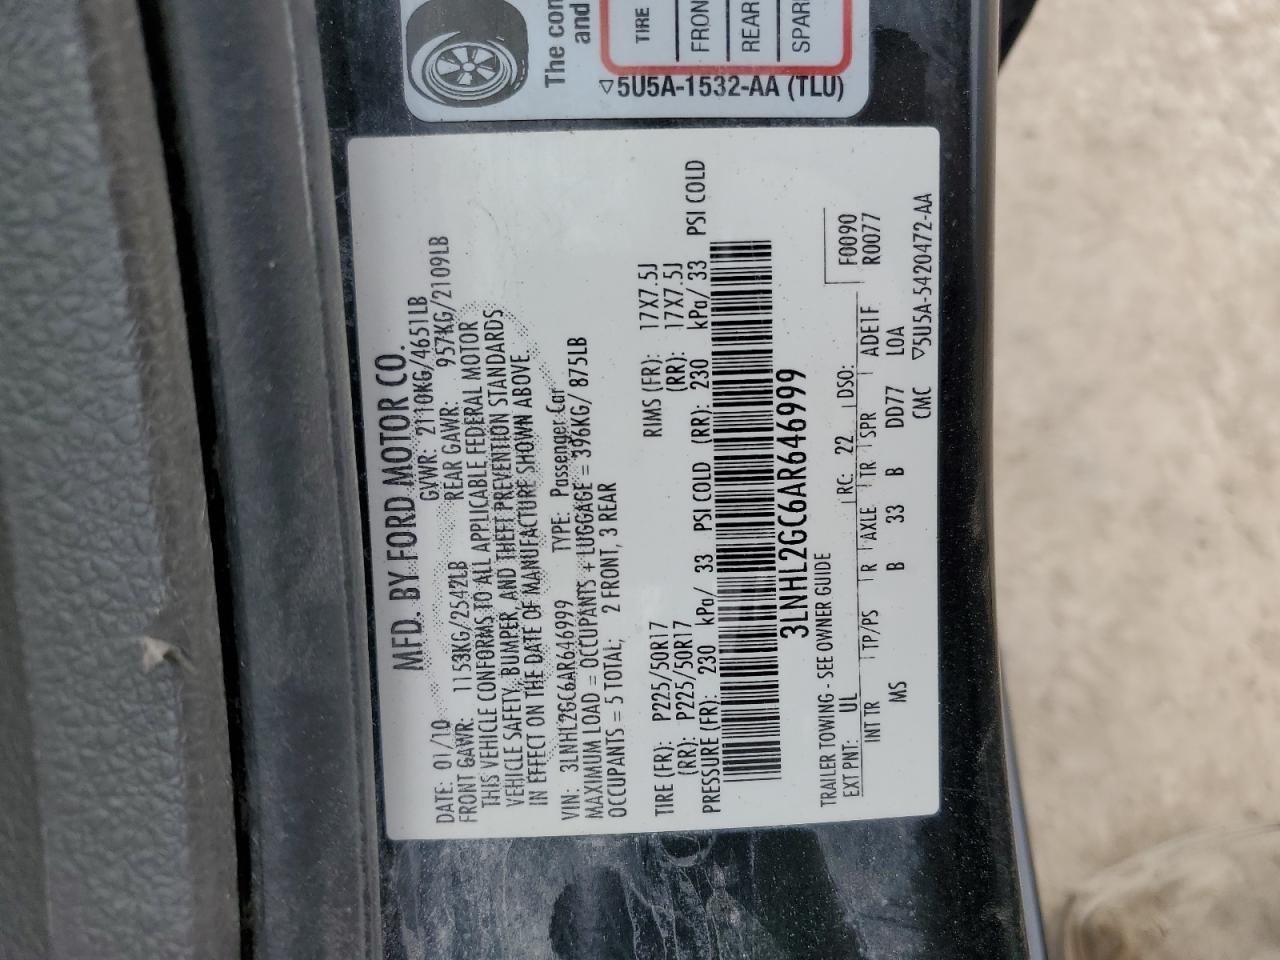 The con
and
TIRE
FRON
REAR
SPAR
▽5U5A-1532-AA (TLU)
MFD. BY FORD MOTOR CO.
DATE: 01/10 GVWR: 2110KG/4651LB
FRONT GAWR: 1153KG/2542LB REAR GAWR: 957KG/2109LB
THIS VEHICLE CONFORMS TO ALL APPLICABLE FEDERAL MOTOR
VEHICLE SAFETY, BUMPER, AND THEFT PREVENTION STANDARDS
IN EFFECT ON THE DATE OF MANUFACTURE SHOWN ABOVE
VIN: 3LNHL2GC6AR646999 TYPE: Passenger Car
MAXIMUM LOAD = OCCUPANTS + LUGGAGE = 396KG/ 875LB
OCCUPANTS = 5 TOTAL; 2 FRONT, 3 REAR
TIRE (FR): P225/50R17 RIMS (FR): 17X7.5J
(RR): P225/50R17 (RR): 17X7.5J
PRESSURE (FR): 230 kPa/ 33 PSI COLD (RR): 230 kPa/ 33 PSI COLD
3LNHL2GC6AR646999
TRAILER TOWING - SEE OWNER GUIDE
EXT PNT: UL RC: 22 DSO: F0090
INT TR TP/PS R AXLE TR SPR ADE1F R0077
MS B 33 B DD77 LOA
CMC ▽5U5A-5420472-AA